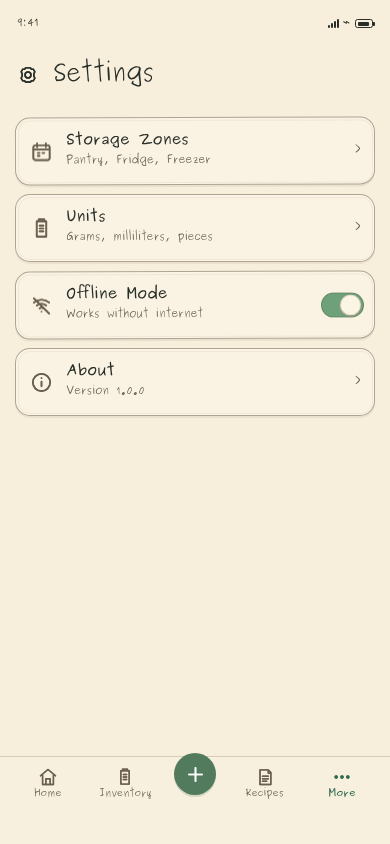 9:41
Settings
Storage Zones
Pantry, Fridge, Freezer
Units
Grams, milliliters, pieces
Offline Mode
Works without internet
About
Version 1.0.0
Home
Inventory
Recipes
More